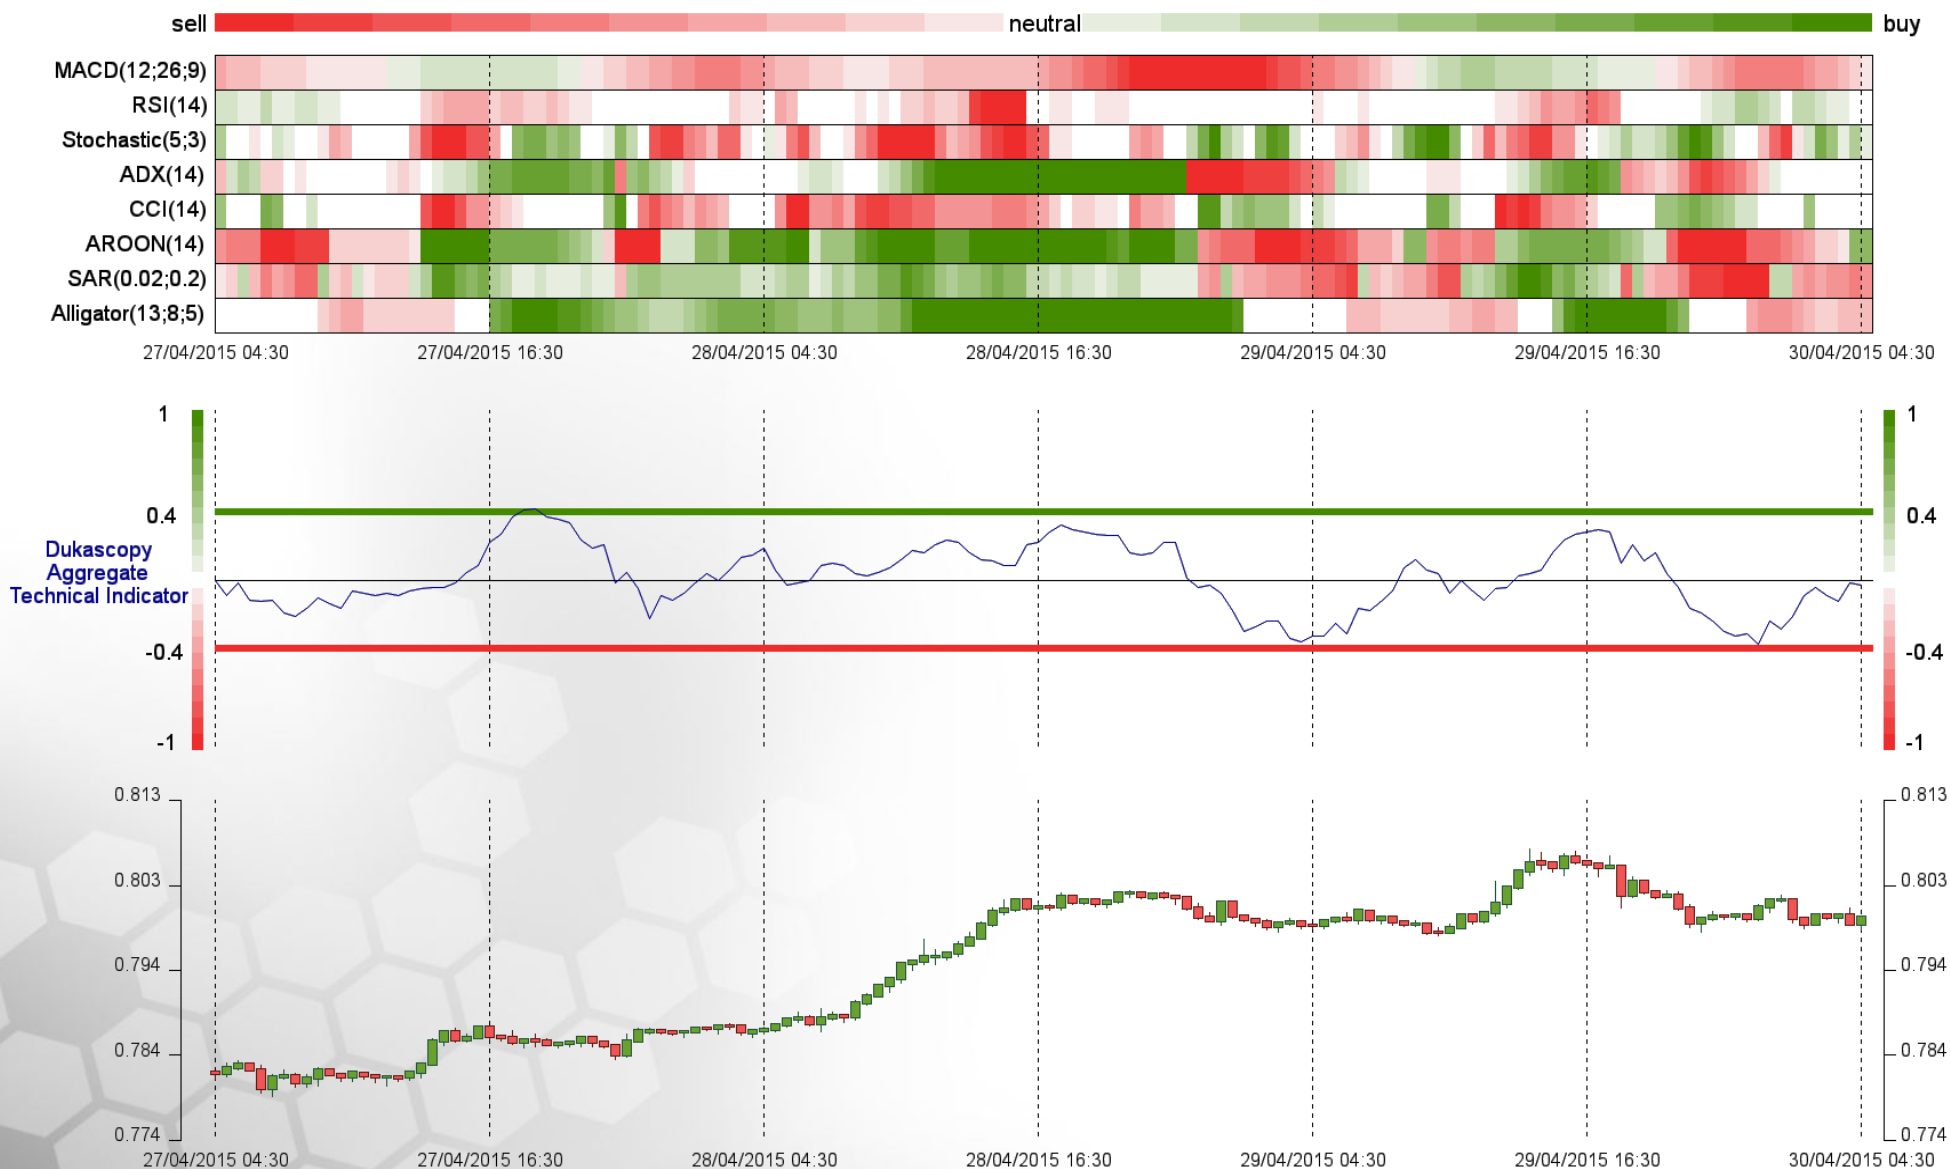 sell neutral buy
MACD(12;26;9)
RSI(14)
Stochastic(5;3)
ADX(14)
CCI(14)
AROON(14)
SAR(0.02;0.2)
Alligator(13;8;5)
27/04/2015 04:30 27/04/2015 16:30 28/04/2015 04:30 28/04/2015 16:30 29/04/2015 04:30 29/04/2015 16:30 30/04/2015 04:30
1 1
0.4 0.4
Dukascopy
Aggregate
Technical Indicator
-0.4 -0.4
-1 -1
0.813 0.813
0.803 0.803
0.794 0.794
0.784 0.784
0.774 0.774
27/04/2015 04:30 27/04/2015 16:30 28/04/2015 04:30 28/04/2015 16:30 29/04/2015 04:30 29/04/2015 16:30 30/04/2015 04:30